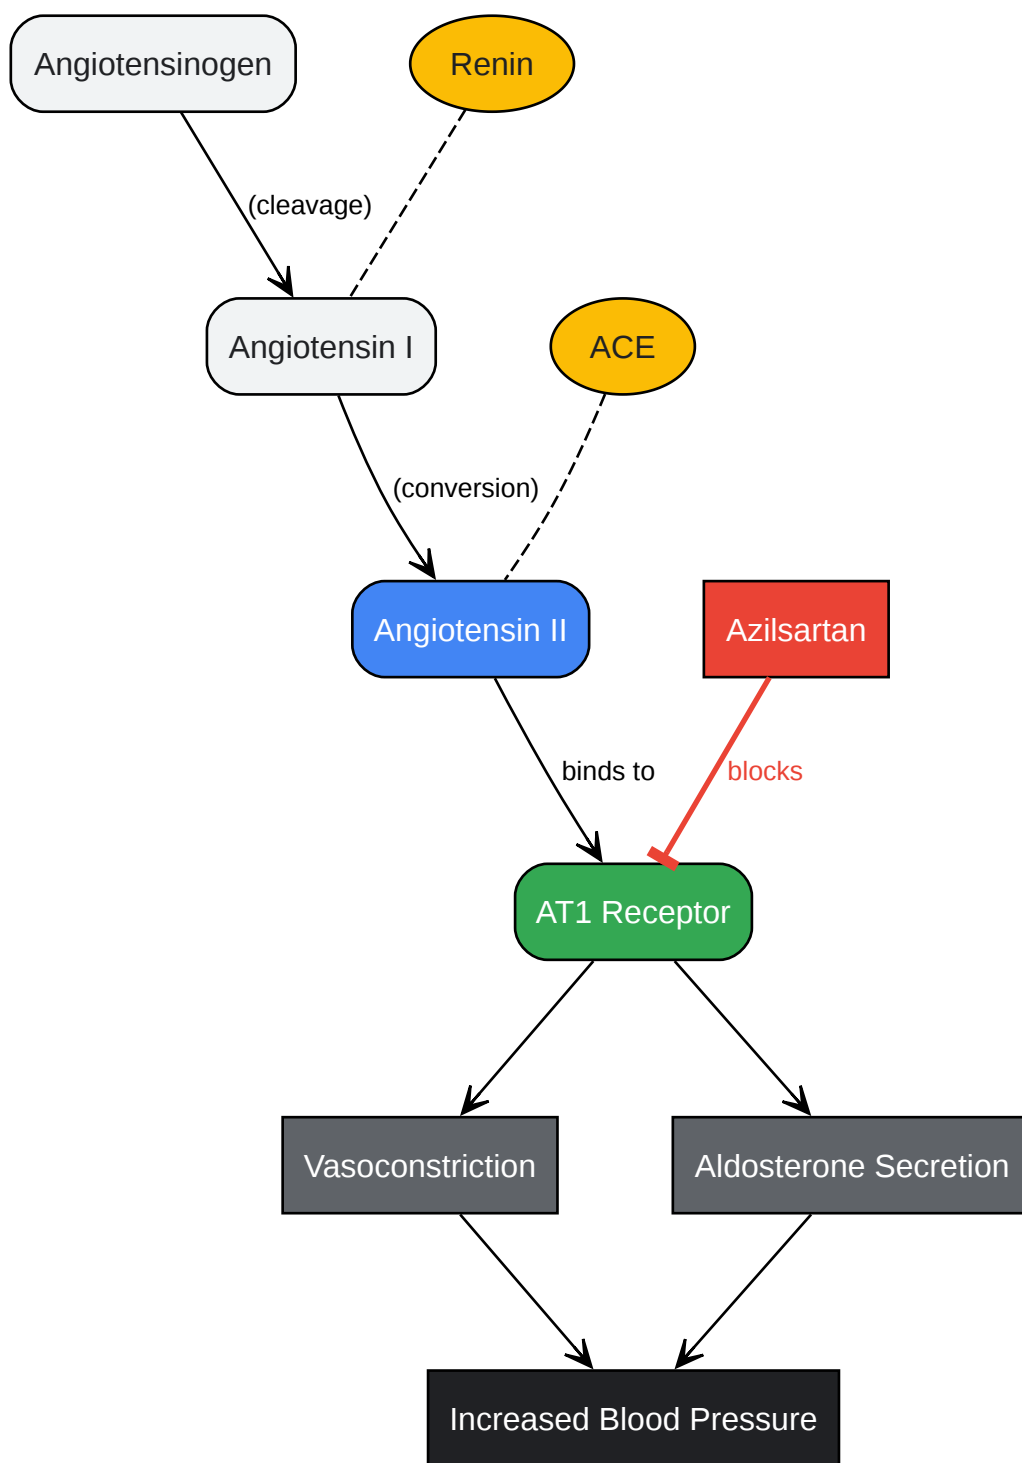 Angiotensinogen
Renin
(cleavage)
Angiotensin I
ACE
(conversion)
Angiotensin II
Azilsartan
binds to
blocks
AT1 Receptor
Vasoconstriction
Aldosterone Secretion
Increased Blood Pressure